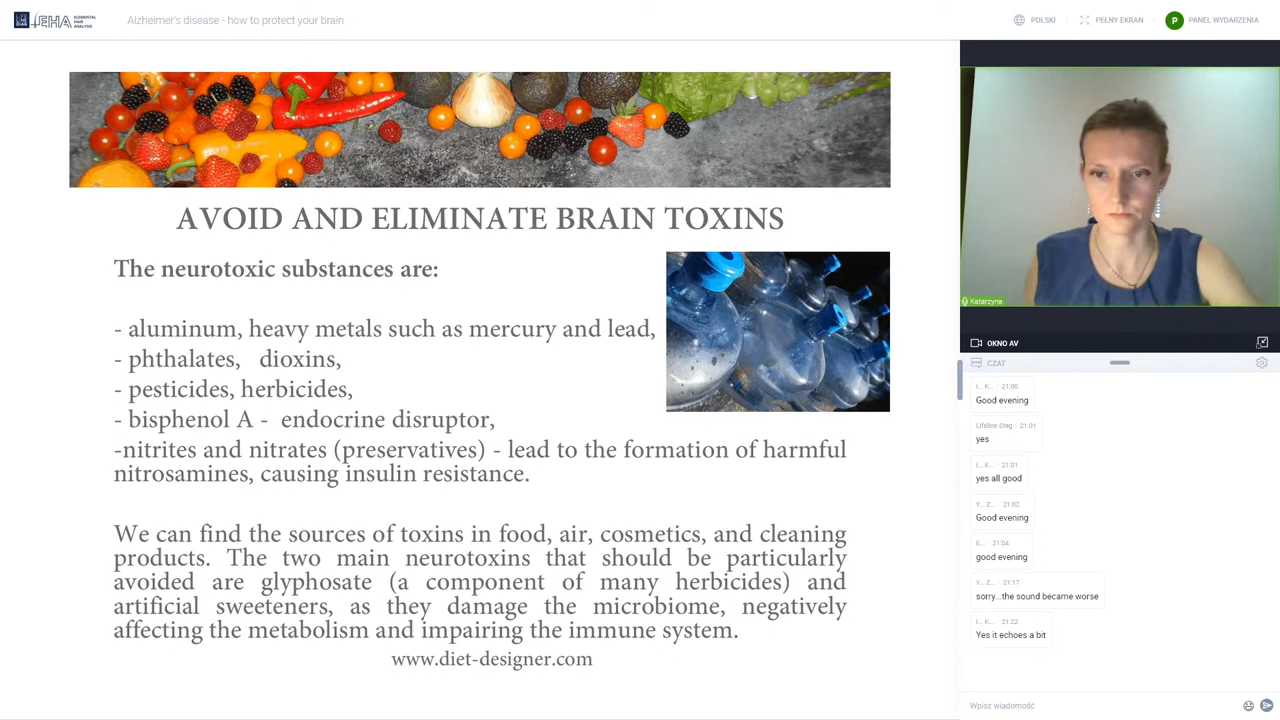 LIFELINE DIAG EHA ELEMENTAL HAIR ANALYSIS
Alzheimer's disease - how to protect your brain
POLSKI
PEŁNY EKRAN
P PANEL WYDARZENIA
AVOID AND ELIMINATE BRAIN TOXINS
The neurotoxic substances are:
- aluminum, heavy metals such as mercury and lead,
- phthalates, dioxins,
- pesticides, herbicides,
- bisphenol A - endocrine disruptor,
-nitrites and nitrates (preservatives) - lead to the formation of harmful
nitrosamines, causing insulin resistance.
We can find the sources of toxins in food, air, cosmetics, and cleaning
products. The two main neurotoxins that should be particularly
avoided are glyphosate (a component of many herbicides) and
artificial sweeteners, as they damage the microbiome, negatively
affecting the metabolism and impairing the immune system.
www.diet-designer.com
Katarzyna
OKNO AV
CZAT
I... K... 21:00
Good evening
Lifeline Diag 21:01
yes
I... K... 21:01
yes all good
Y... Z... 21:02
Good evening
E... 21:04
good evening
Y... Z... 21:17
sorry...the sound became worse
I... K... 21:22
Yes it echoes a bit
Wpisz wiadomość